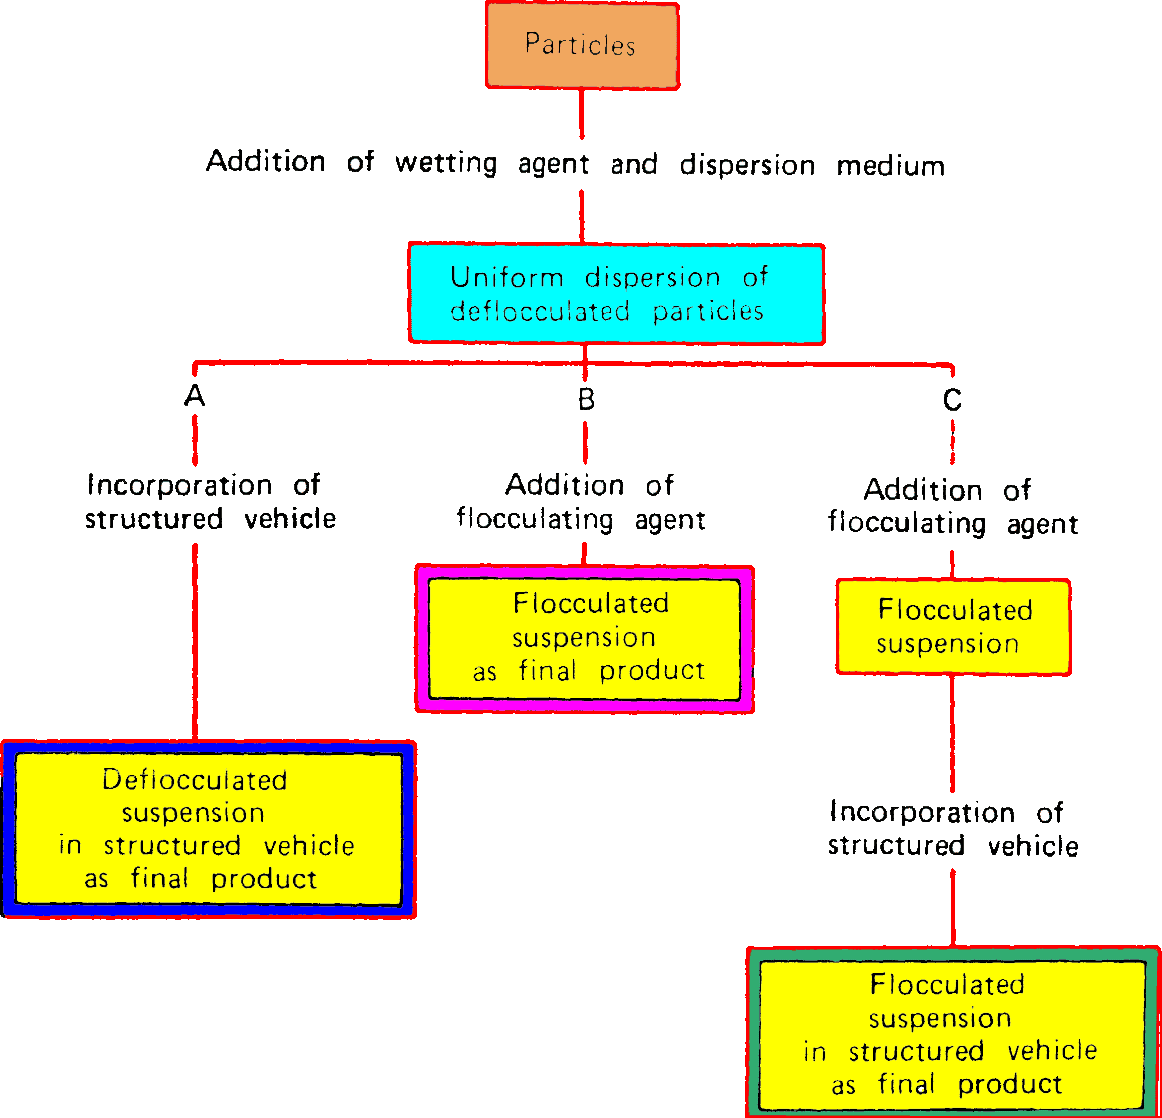 Particles
Addition of wetting agent and dispersion medium
Uniform dispersion of
deflocculated particles
A
B
C
Incorporation of
structured vehicle
Addition of
flocculating agent
Addition of
flocculating agent
Flocculated
suspension
as final product
Flocculated
suspension
Deflocculated
suspension
in structured vehicle
as final product
Incorporation of
structured vehicle
Flocculated
suspension
in structured vehicle
as final product